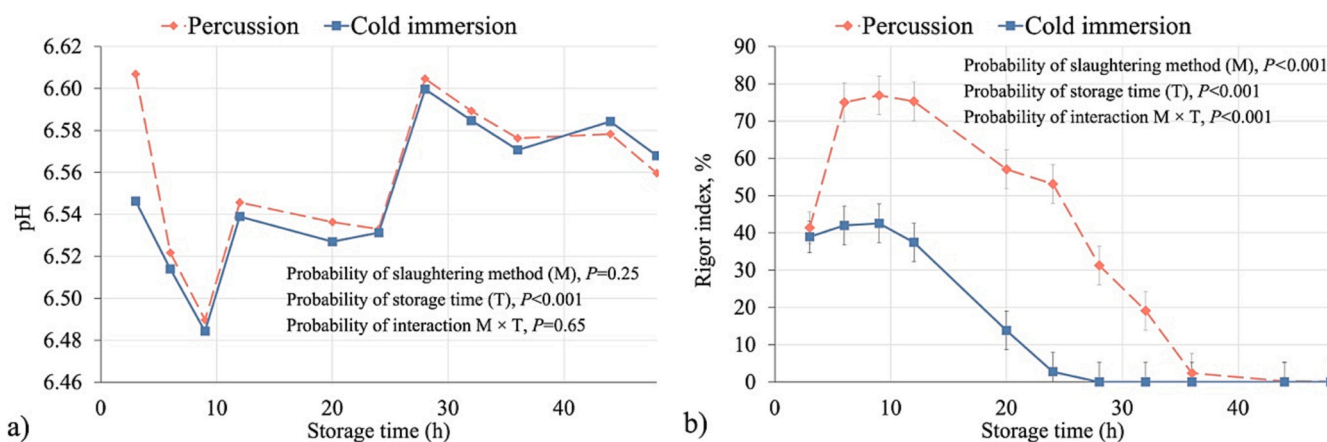 Percussion Cold immersion
6.62
6.60
6.58
6.56
6.54
6.52
6.50
6.48
6.46
pH
Probability of slaughtering method (M), P=0.25
Probability of storage time (T), P<0.001
Probability of interaction M × T, P=0.65
0 10 20 30 40
Storage time (h)
a)
Percussion Cold immersion
90
80
70
60
50
40
30
20
10
0
Rigor index, %
Probability of slaughtering method (M), P<0.001
Probability of storage time (T), P<0.001
Probability of interaction M × T, P<0.001
0 10 20 30 40
Storage time (h)
b)